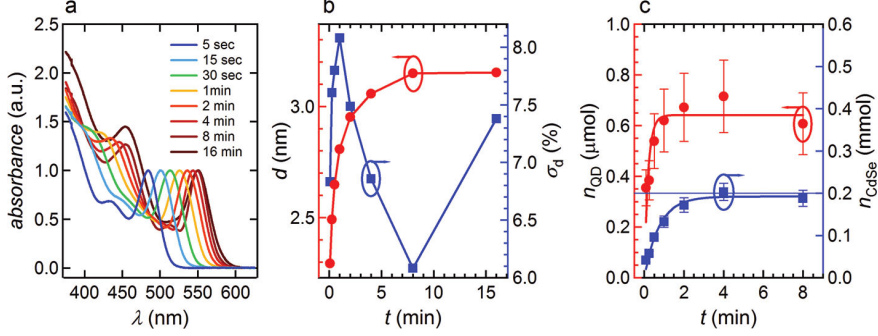 a
absorbance (a.u.)
2.5
2.0
1.5
1.0
0.5
0.0
400
450
500
550
600
λ (nm)
5 sec
15 sec
30 sec
1min
2 min
4 min
8 min
16 min
b
d (nm)
3.0
2.5
0
5
10
15
t (min)
8.0
7.5
7.0
6.5
6.0
σd (%)
c
nQD (μmol)
1.0
0.8
0.6
0.4
0.2
0.0
0
2
4
6
8
t (min)
0.6
0.5
0.4
0.3
0.2
0.1
0.0
nCdSe (mmol)